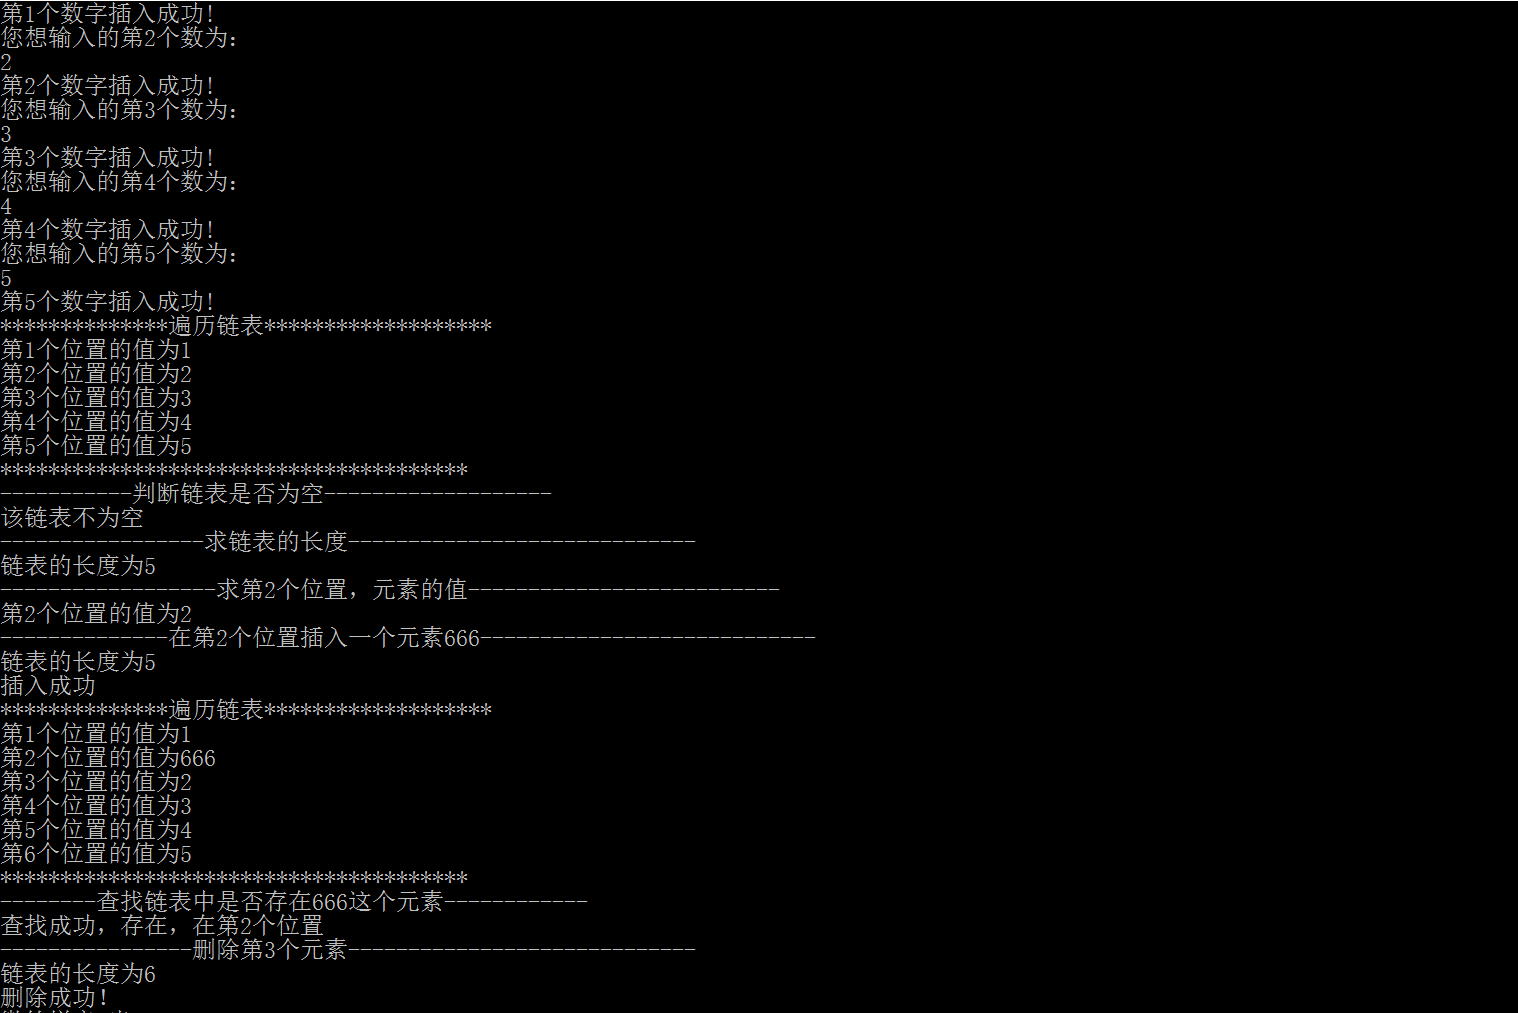 第1个数字插入成功!
您想输入的第2个数为:
2
第2个数字插入成功!
您想输入的第3个数为:
3
第3个数字插入成功!
您想输入的第4个数为:
4
第4个数字插入成功!
您想输入的第5个数为:
5
第5个数字插入成功!
**************遍历链表*******************
第1个位置的值为1
第2个位置的值为2
第3个位置的值为3
第4个位置的值为4
第5个位置的值为5
***************************************
-----------判断链表是否为空-------------------
该链表不为空
-----------------求链表的长度-----------------------------
链表的长度为5
------------------求第2个位置，元素的值--------------------------
第2个位置的值为2
--------------在第2个位置插入一个元素666----------------------------
链表的长度为5
插入成功
**************遍历链表*******************
第1个位置的值为1
第2个位置的值为666
第3个位置的值为2
第4个位置的值为3
第5个位置的值为4
第6个位置的值为5
***************************************
--------查找链表中是否存在666这个元素------------
查找成功，存在，在第2个位置
----------------删除第3个元素-----------------------------
链表的长度为6
删除成功!